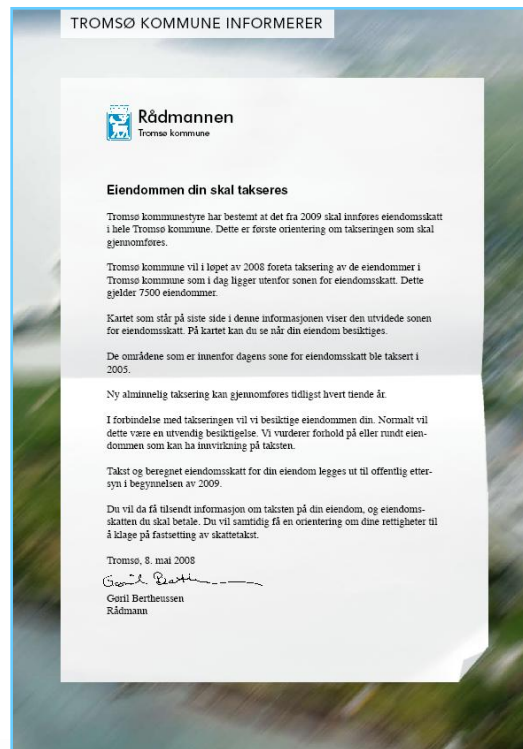 TROMSØ KOMMUNE INFORMERER
Rådmannen
Tromsø kommune
Eiendommen din skal takseres
Tromsø kommunestyre har bestemt at det fra 2009 skal innføres eiendomsskatt
i hele Tromsø kommune. Dette er første orientering om takseringen som skal
gjennomføres.
Tromsø kommune vil i løpet av 2008 foreta taksering av de eiendommer i
Tromsø kommune som i dag ligger utenfor sonen for eiendomsskatt. Dette
gjelder 7500 eiendommer.
Kartet som står på siste side i denne informasjonen viser den utvidede sonen
for eiendomsskatt. På kartet kan du se når din eiendom besiktiges.
De områdene som er innenfor dagens sone for eiendomsskatt ble taksert i
2005.
Ny alminnelig taksering kan gjennomføres tidligst hvert tiende år.
I forbindelse med takseringen vil vi besiktige eiendommen din. Normalt vil
dette være en utvendig besiktigelse. Vi vurderer forhold på eller rundt eien-
dommen som kan ha innvirkning på taksten.
Takst og beregnet eiendomsskatt for din eiendom legges ut til offentlig etter-
syn i begynnelsen av 2009.
Du vil da få tilsendt informasjon om taksten på din eiendom, og eiendoms-
skatten du skal betale. Du vil samtidig få en orientering om dine rettigheter til
å klage på fastsetting av skattetakst.
Tromsø, 8. mai 2008
Gøril Bertheussen
Rådmann